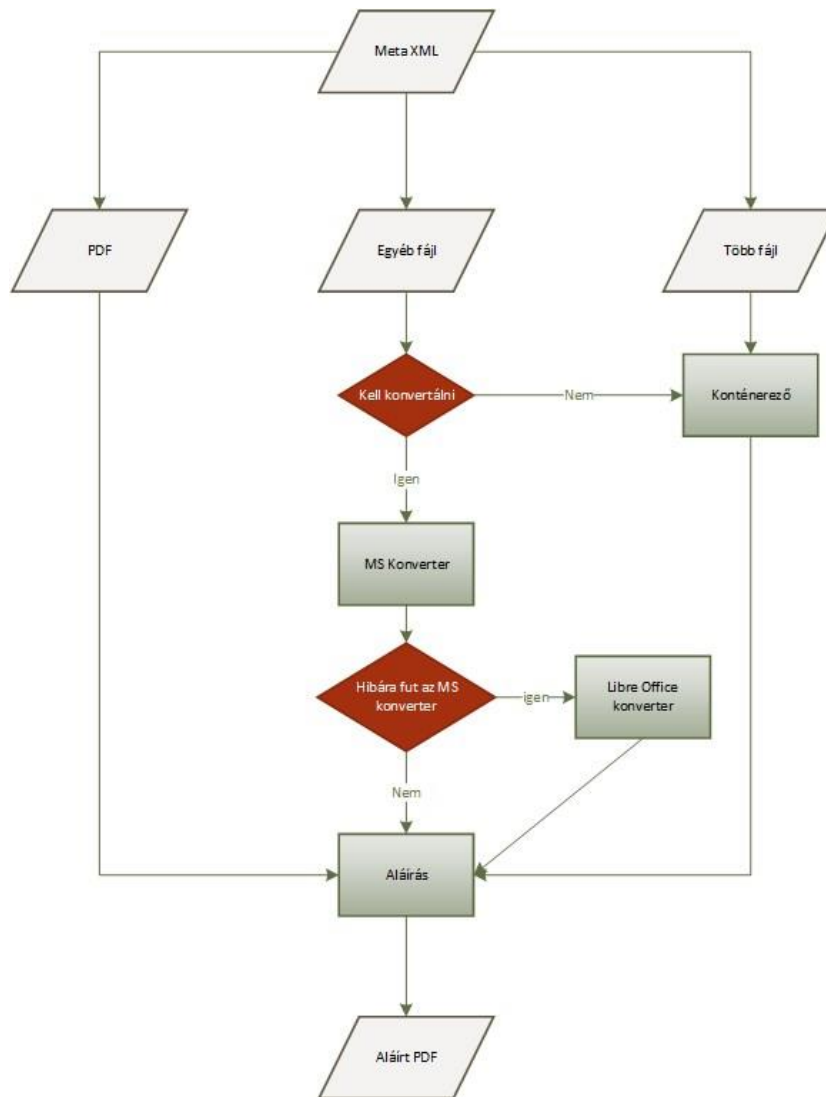 Meta XML
PDF
Egyéb fájl
Több fájl
Kell konvertálni
Nem
Konténerező
Igen
MS Konverter
Hibára fut az MS
konverter
igen
Libre Office
konverter
Nem
Aláírás
Aláírt PDF